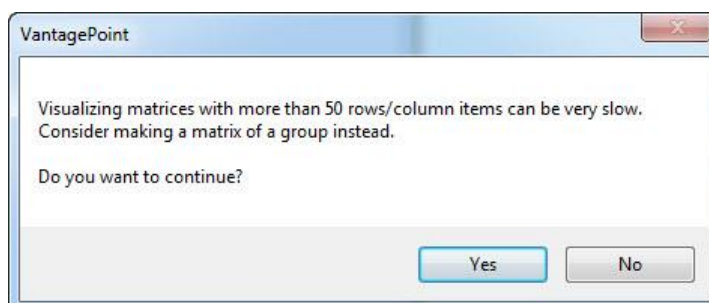 VantagePoint
Visualizing matrices with more than 50 rows/column items can be very slow.
Consider making a matrix of a group instead.
Do you want to continue?
Yes
No